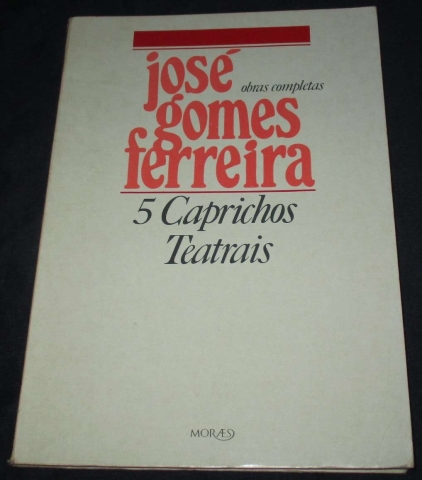 josé
obras completas
gomes
ferreira
5 Caprichos
Teatrais
MORÆS